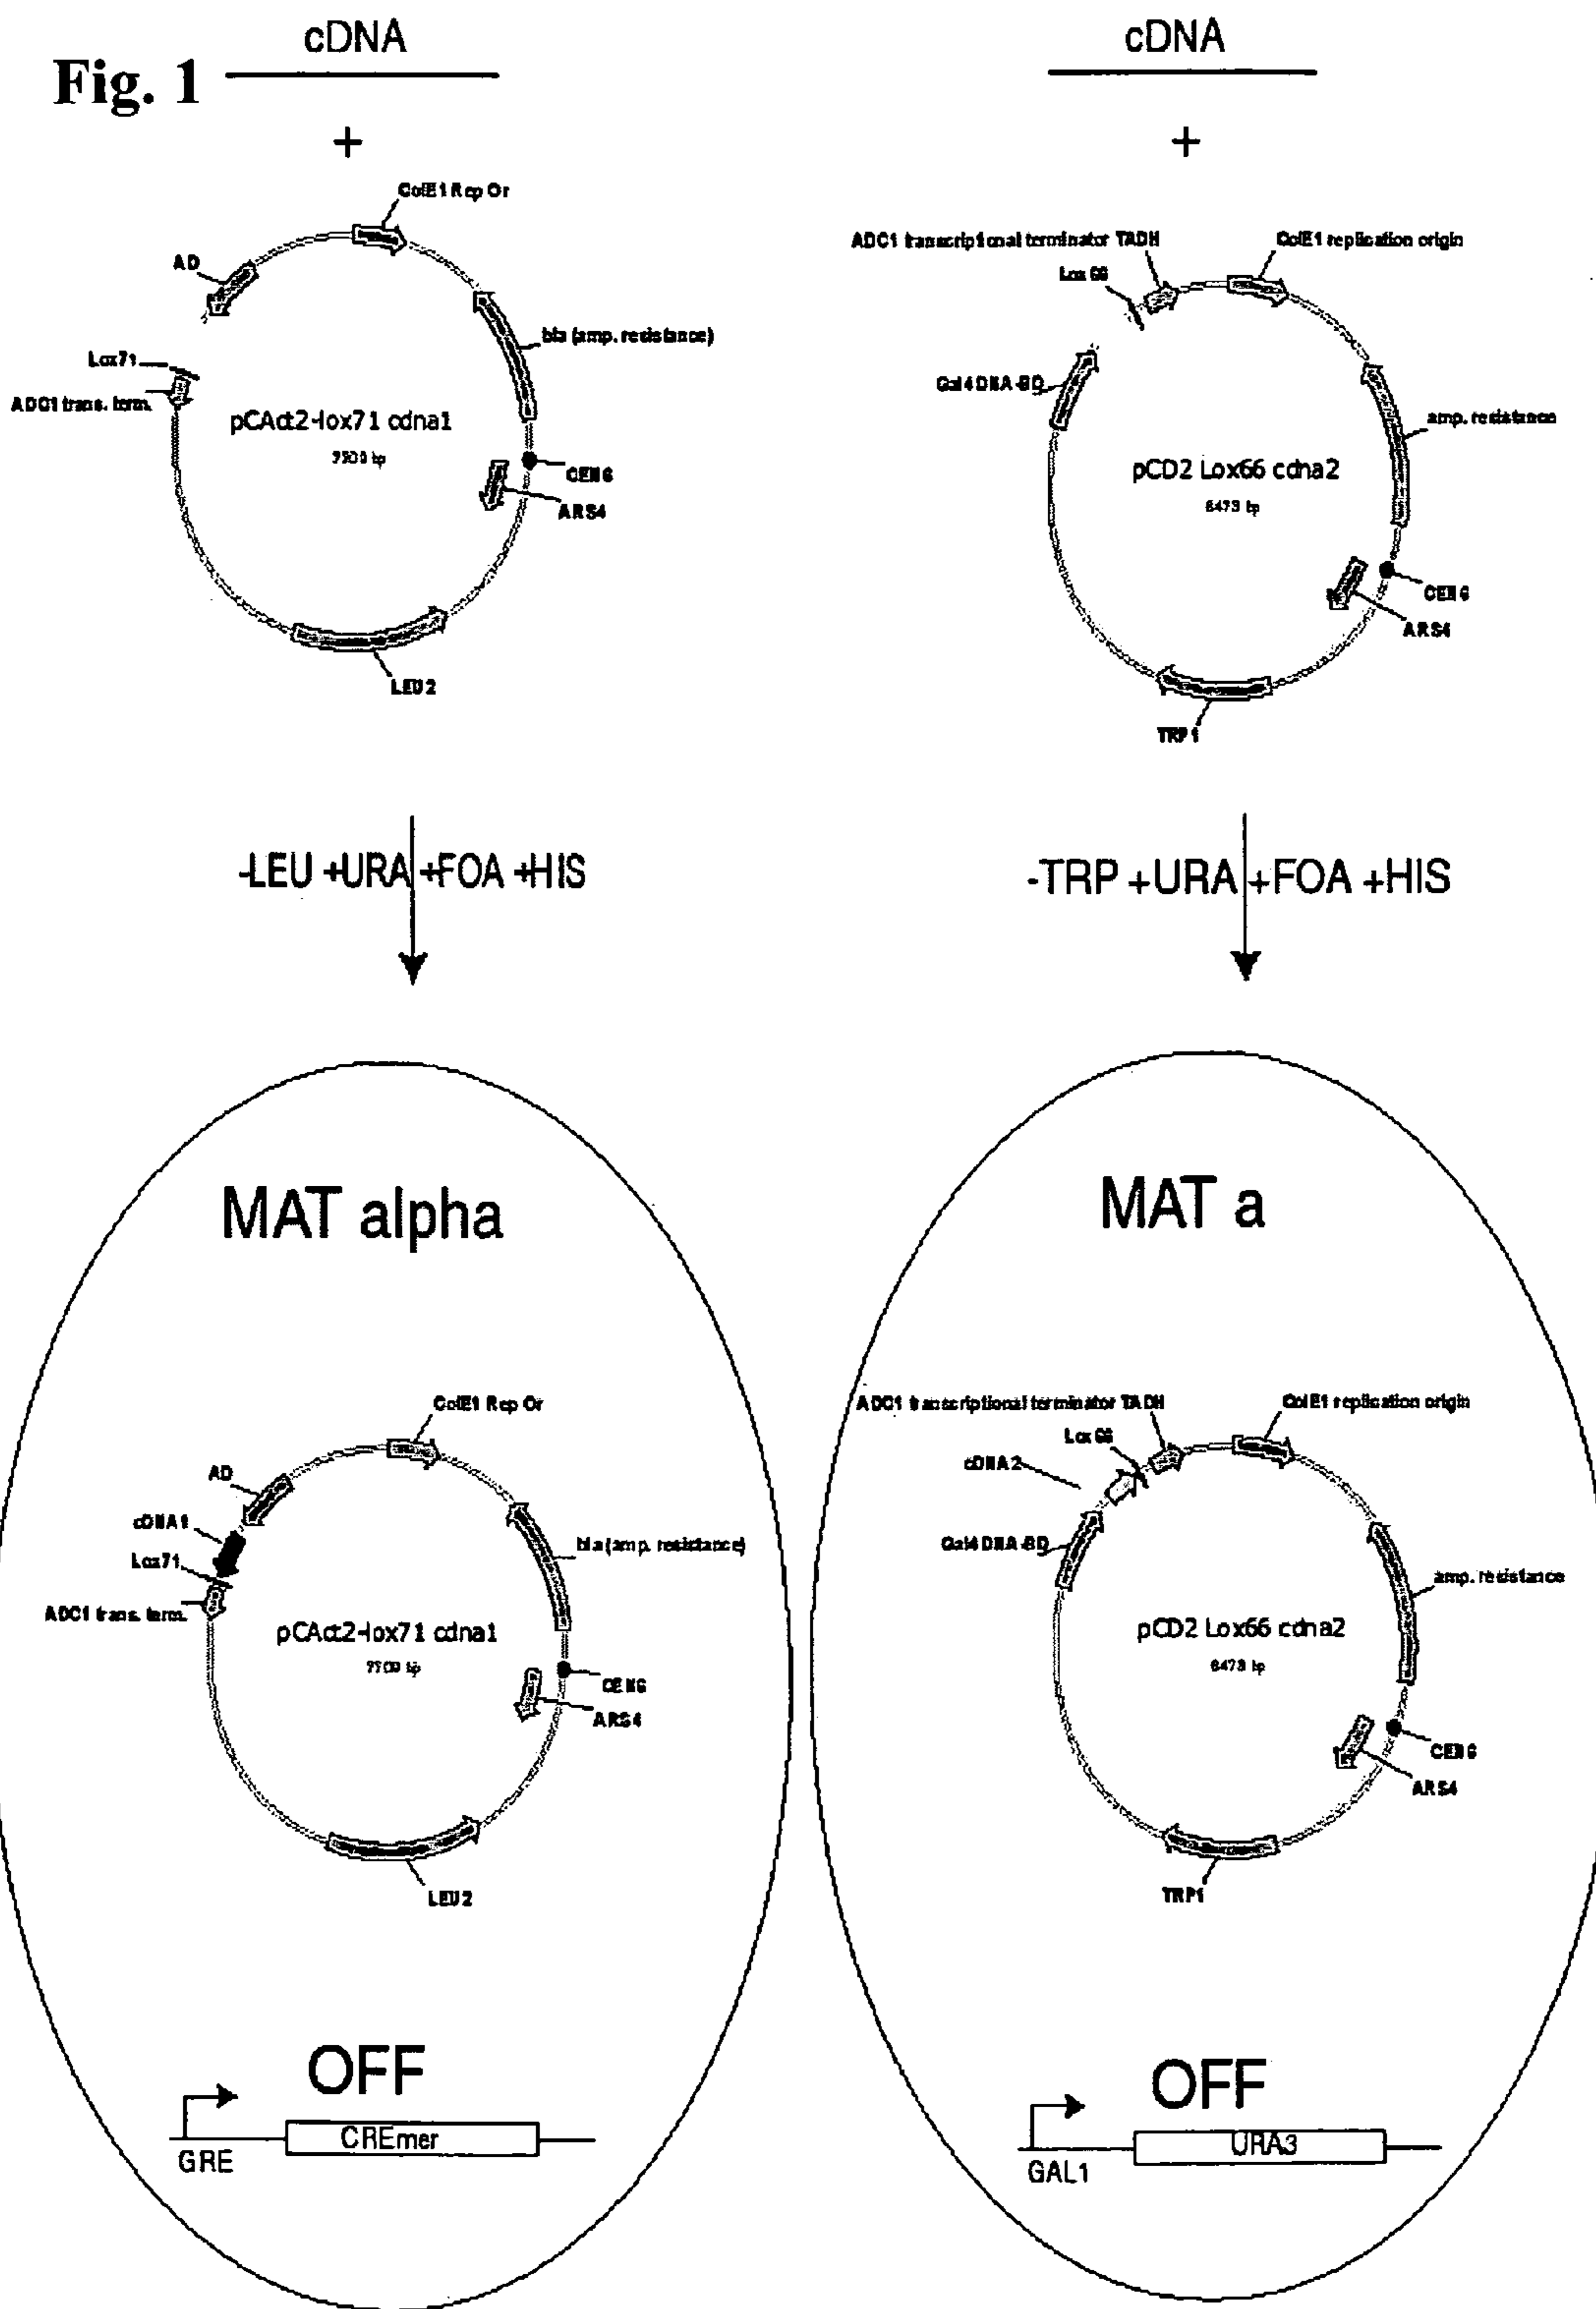 Fig. 1
cDNA
cDNA
+
+
ColE1 Rep Or
AD
bla (amp. resistance)
Lox71
ADC1 trans. term.
pCAct2-lox71 cdna1
CEN6
ARS4
LEU2
ADC1 transcriptional terminator TADH
ColE1 replication origin
Lox 66
Gal4 DNA-BD
amp. resistance
pCD2 Lox66 cdna2
CEN6
ARS4
TRP1
-LEU +URA +FOA +HIS
-TRP +URA +FOA +HIS
MAT alpha
ColE1 Rep Or
AD
cDNA1
bla (amp. resistance)
Lox71
ADC1 trans. term.
pCAct2-lox71 cdna1
CEN6
ARS4
LEU2
OFF
CREmer
GRE
MAT a
ADC1 transcriptional terminator TADH
ColE1 replication origin
Lox 66
cDNA2
Gal4 DNA-BD
amp. resistance
pCD2 Lox66 cdna2
CEN6
ARS4
TRP1
OFF
URA3
GAL1